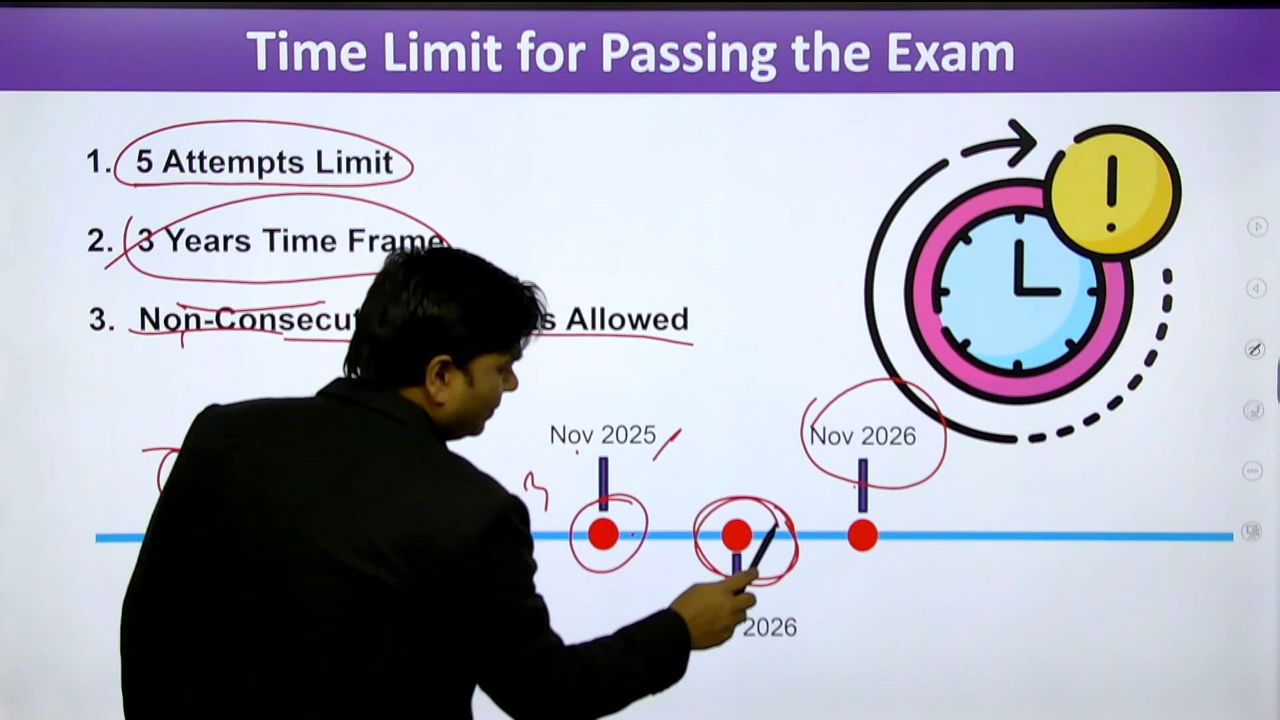 Time Limit for Passing the Exam
1. 5 Attempts Limit
2. 3 Years Time Frame
3. Non-Consecut s Allowed
Nov 2025
Nov 2026
2026